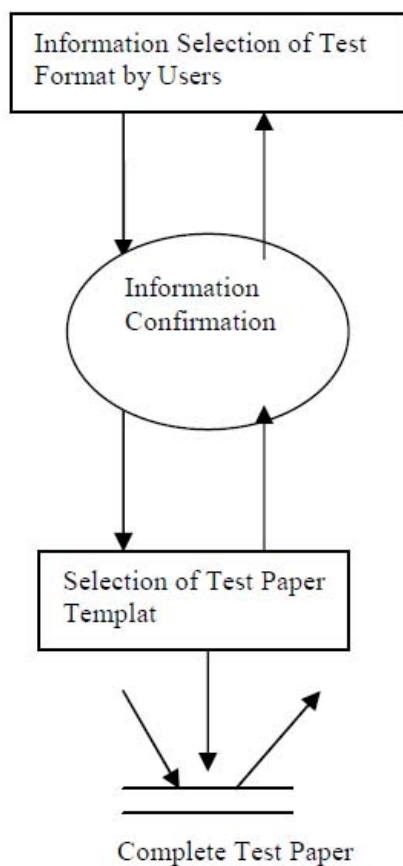 Information Selection of Test
Format by Users
Information
Confirmation
Selection of Test Paper
Templat
Complete Test Paper